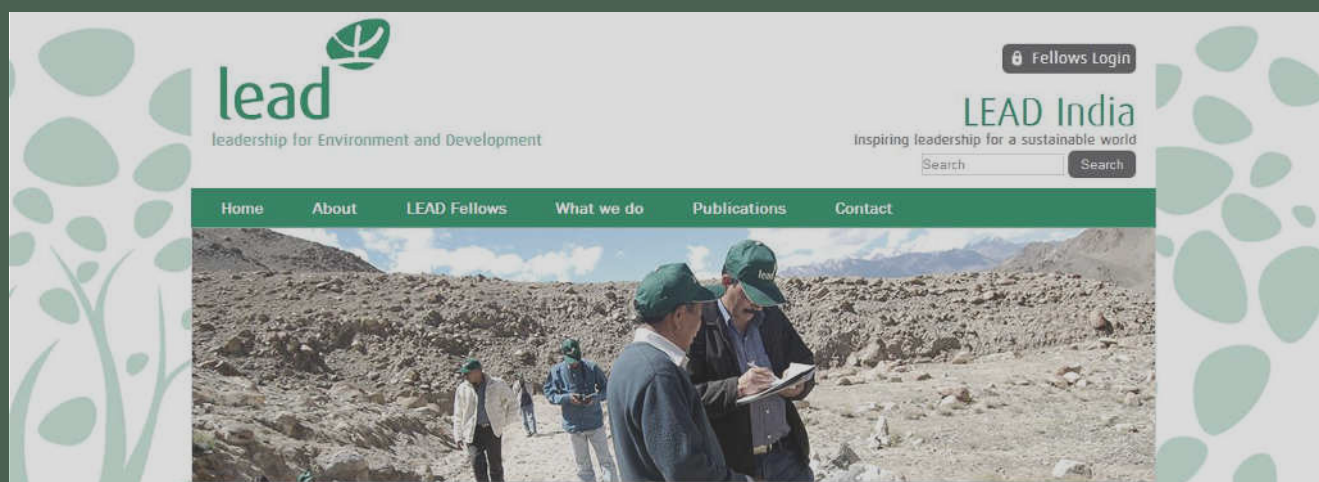 lead
leadership for Environment and Development
Fellows Login
LEAD India
Inspiring leadership for a sustainable world
Search Search
Home About LEAD Fellows What we do Publications Contact
lead